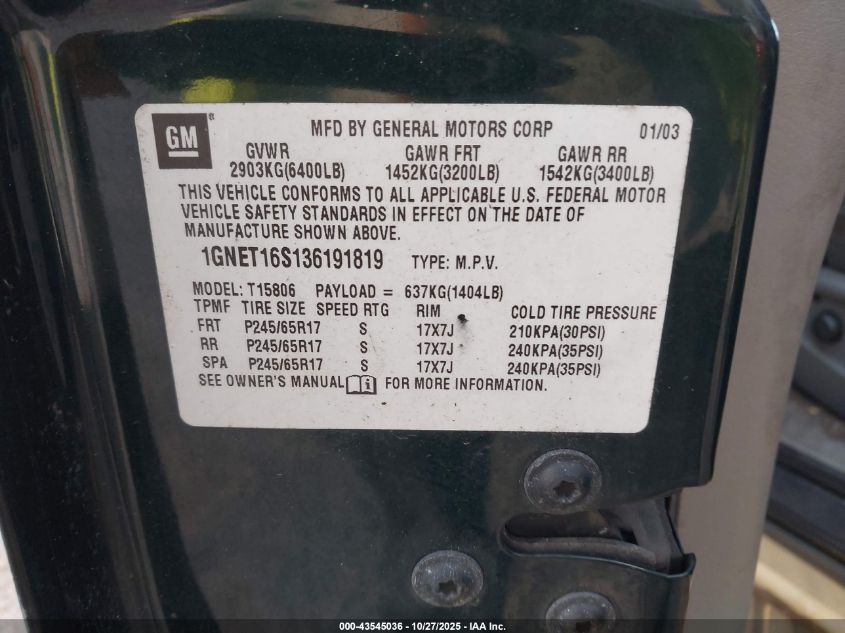 GM ®
MFD BY GENERAL MOTORS CORP 01/03
GVWR GAWR FRT GAWR RR
2903KG(6400LB) 1452KG(3200LB) 1542KG(3400LB)
THIS VEHICLE CONFORMS TO ALL APPLICABLE U.S. FEDERAL MOTOR
VEHICLE SAFETY STANDARDS IN EFFECT ON THE DATE OF
MANUFACTURE SHOWN ABOVE.
1GNET16S136191819 TYPE: M.P.V.
MODEL: T15806 PAYLOAD = 637KG(1404LB)
TPMF TIRE SIZE SPEED RTG RIM COLD TIRE PRESSURE
FRT P245/65R17 S 17X7J 210KPA(30PSI)
RR P245/65R17 S 17X7J 240KPA(35PSI)
SPA P245/65R17 S 17X7J 240KPA(35PSI)
SEE OWNER'S MANUAL i FOR MORE INFORMATION.
000-43545036 - 10/27/2025 - IAA Inc.